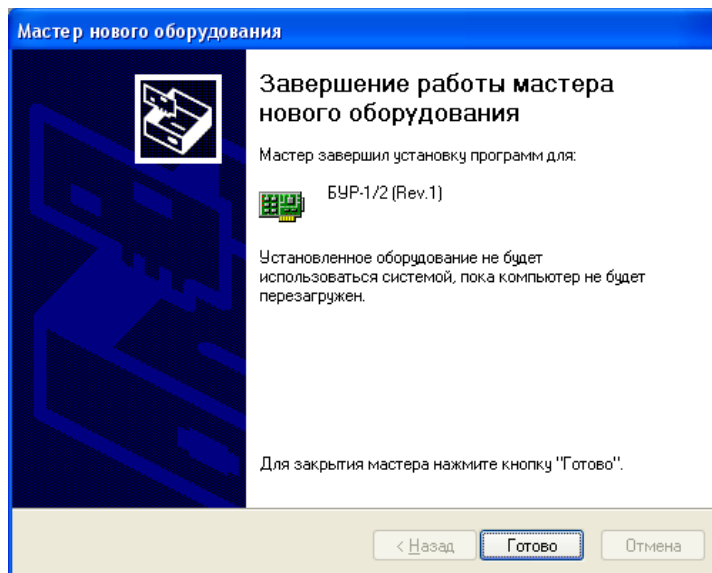 Мастер нового оборудования
Завершение работы мастера
нового оборудования
Мастер завершил установку программ для:
БУР-1/2 (Rev.1)
Установленное оборудование не будет
использоваться системой, пока компьютер не будет
перезагружен.
Для закрытия мастера нажмите кнопку "Готово".
< Назад
Готово
Отмена